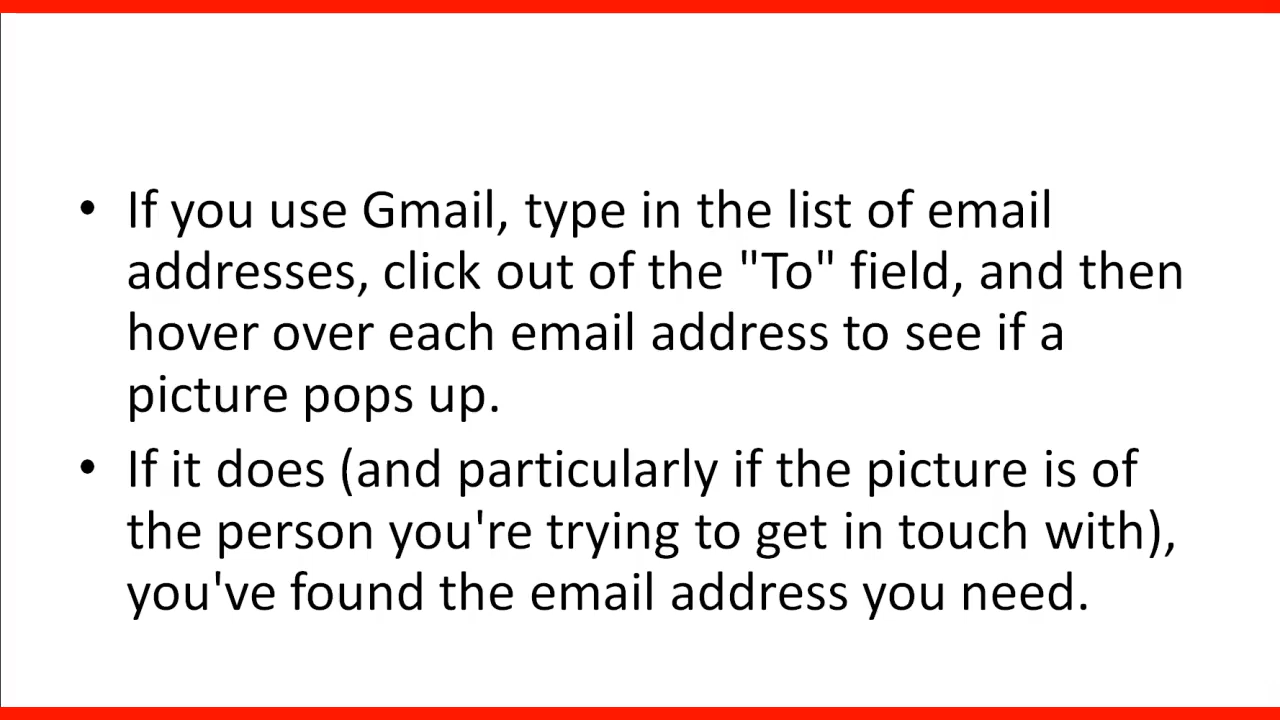 • If you use Gmail, type in the list of email
addresses, click out of the "To" field, and then
hover over each email address to see if a
picture pops up.
• If it does (and particularly if the picture is of
the person you're trying to get in touch with),
you've found the email address you need.